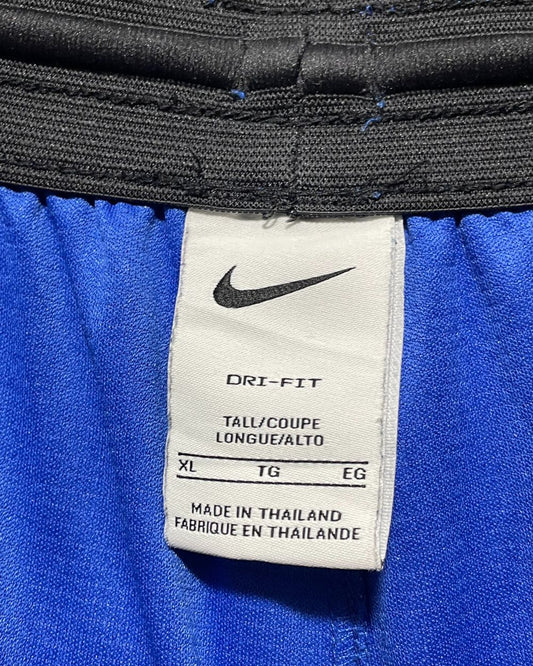 DRI-FIT
TALL/COUPE
LONGUE/ALTO
XL TG EG
MADE IN THAILAND
FABRIQUE EN THAILANDE